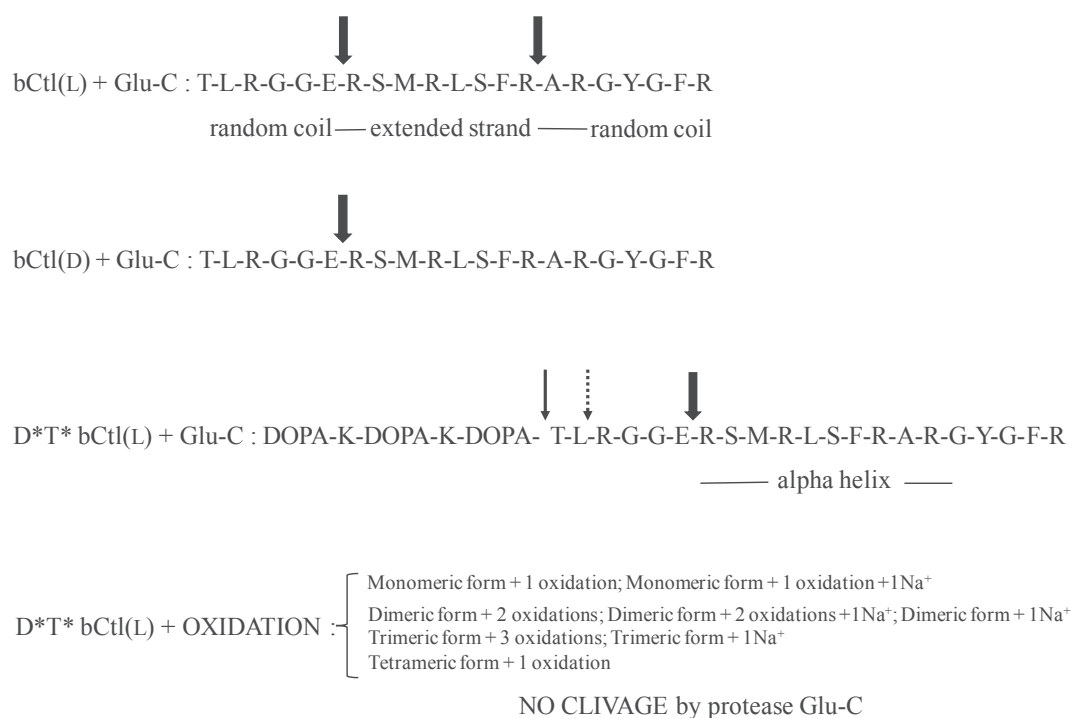 bCtl(L) + Glu-C : T-L-R-G-G-E-R-S-M-R-L-S-F-R-A-R-G-Y-G-F-R
random coil — extended strand — random coil
bCtl(D) + Glu-C : T-L-R-G-G-E-R-S-M-R-L-S-F-R-A-R-G-Y-G-F-R
D*T* bCtl(L) + Glu-C : DOPA-K-DOPA-K-DOPA- T-L-R-G-G-E-R-S-M-R-L-S-F-R-A-R-G-Y-G-F-R
— alpha helix —
D*T* bCtl(L) + OXIDATION :
Monomeric form + 1 oxidation; Monomeric form + 1 oxidation +1Na⁺
Dimeric form + 2 oxidations; Dimeric form + 2 oxidations +1Na⁺; Dimeric form + 1Na⁺
Trimeric form + 3 oxidations; Trimeric form + 1Na⁺
Tetrameric form + 1 oxidation
NO CLIVAGE by protease Glu-C